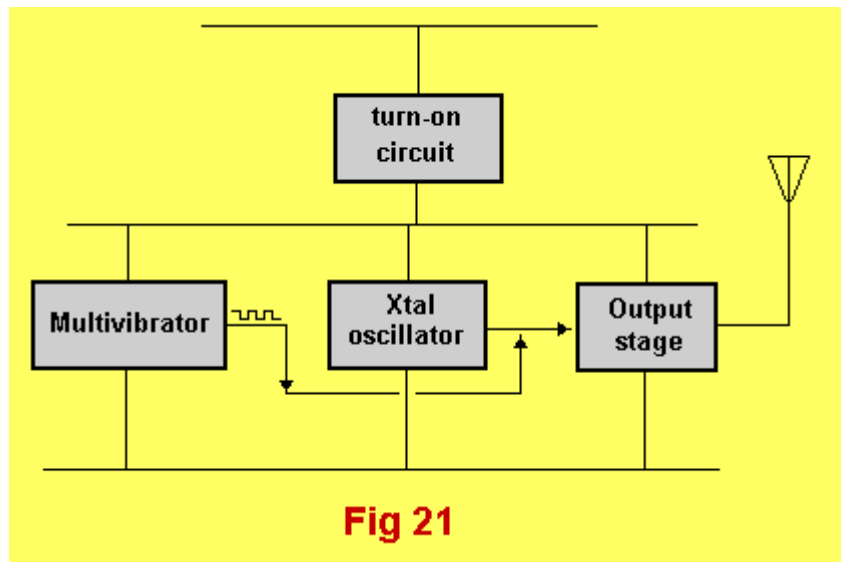 turn-on
circuit
Multivibrator
Xtal
oscillator
Output
stage
Fig 21